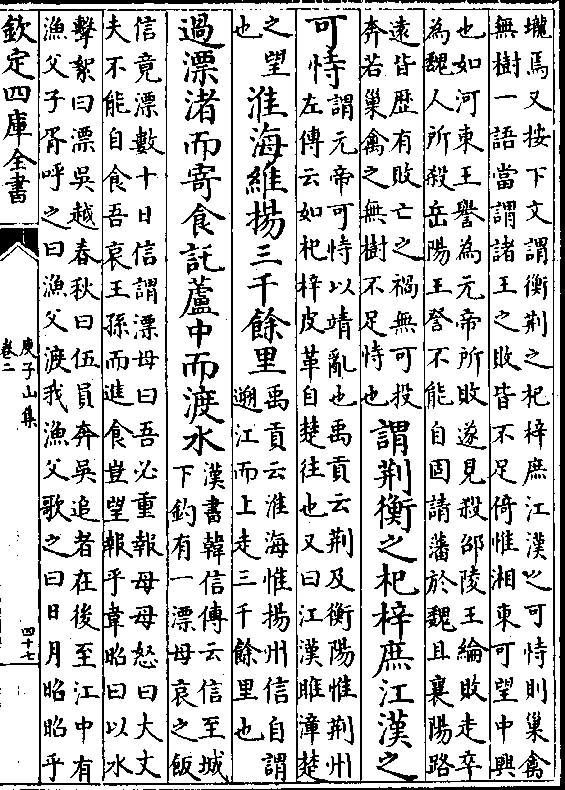 壠焉又按下文謂衡荆之杞梓庶江漢之可恃則巢禽
無樹一語當謂諸王之敗皆不足倚惟湘東可望中興
也如河東王譽為元帝所敗遂見殺邵陵王綸敗走卒
為魏人所殺岳陽王詧不能自固請藩於魏且襄陽路
遠皆歴有敗亡之禍無可投
奔若巢禽之無樹不足恃也
謂荆衡之杞梓庶江漢之
可恃
謂元帝可恃以靖亂也禹貢云荆及衡陽惟荆州
左傳云如杞梓皮革自楚往也又曰江漢睢漳楚
之望
也
淮海維揚三千餘里
禹貢云淮海惟揚州信自謂
遡江而上走三千餘里也
過漂渚而寄食託蘆中而渡水
漢書韓信傳云信至城
下釣有一漂母哀之飯
信竟漂數十日信謂漂母曰吾必重報母母怒曰大丈
夫不能自食吾哀王孫而進食豈望報乎韋昭曰以水
擊絮曰漂吳越春秋曰伍員奔吳追者在後至江中有
漁父子胥呼之曰漁父渡我漁父歌之曰日月昭昭乎
欽定四庫全書
庾子山集
卷二
四十七